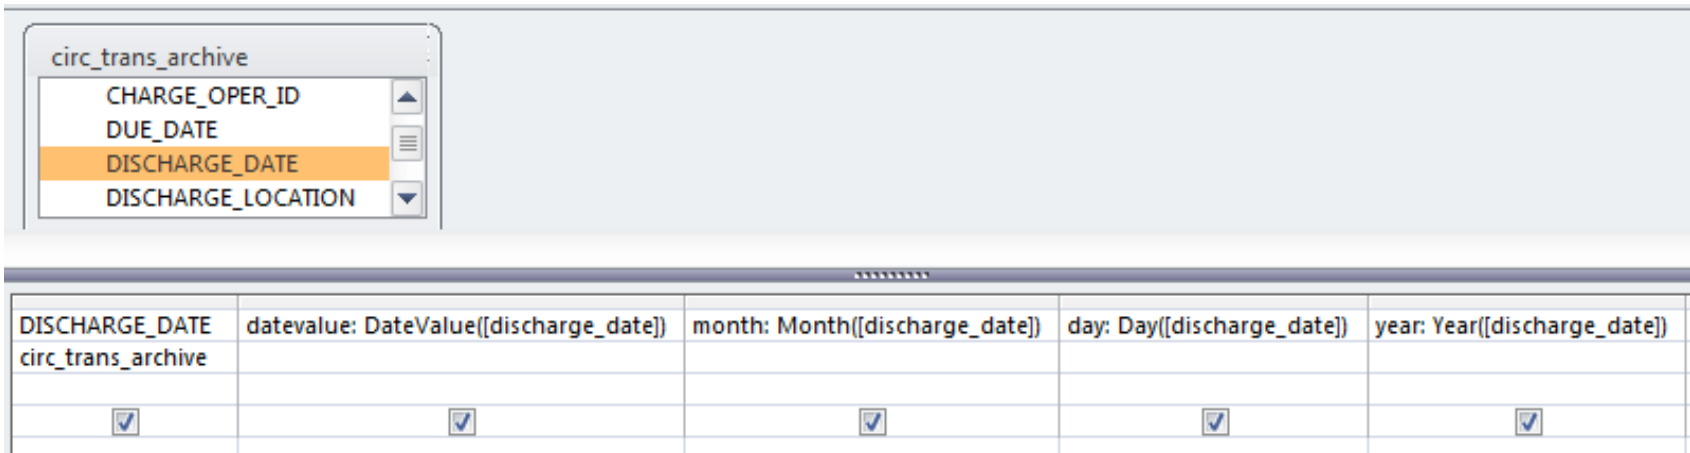 circ_trans_archive
CHARGE_OPER_ID
DUE_DATE
DISCHARGE_DATE
DISCHARGE_LOCATION
DISCHARGE_DATE datevalue: DateValue([discharge_date]) month: Month([discharge_date]) day: Day([discharge_date]) year: Year([discharge_date])
circ_trans_archive